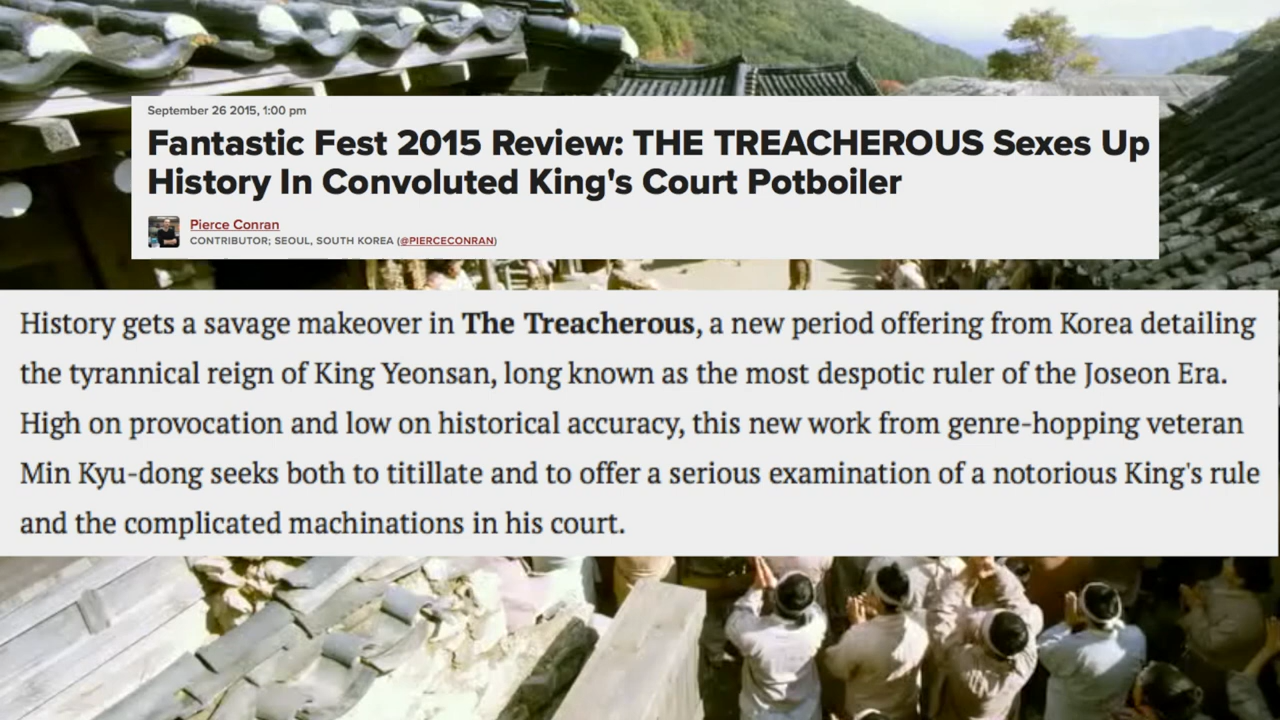 September 26 2015, 1:00 pm
Fantastic Fest 2015 Review: THE TREACHEROUS Sexes Up
History In Convoluted King's Court Potboiler
Pierce Conran
CONTRIBUTOR; SEOUL, SOUTH KOREA (@PIERCECONRAN)
History gets a savage makeover in The Treacherous, a new period offering from Korea detailing
the tyrannical reign of King Yeonsan, long known as the most despotic ruler of the Joseon Era.
High on provocation and low on historical accuracy, this new work from genre-hopping veteran
Min Kyu-dong seeks both to titillate and to offer a serious examination of a notorious King's rule
and the complicated machinations in his court.